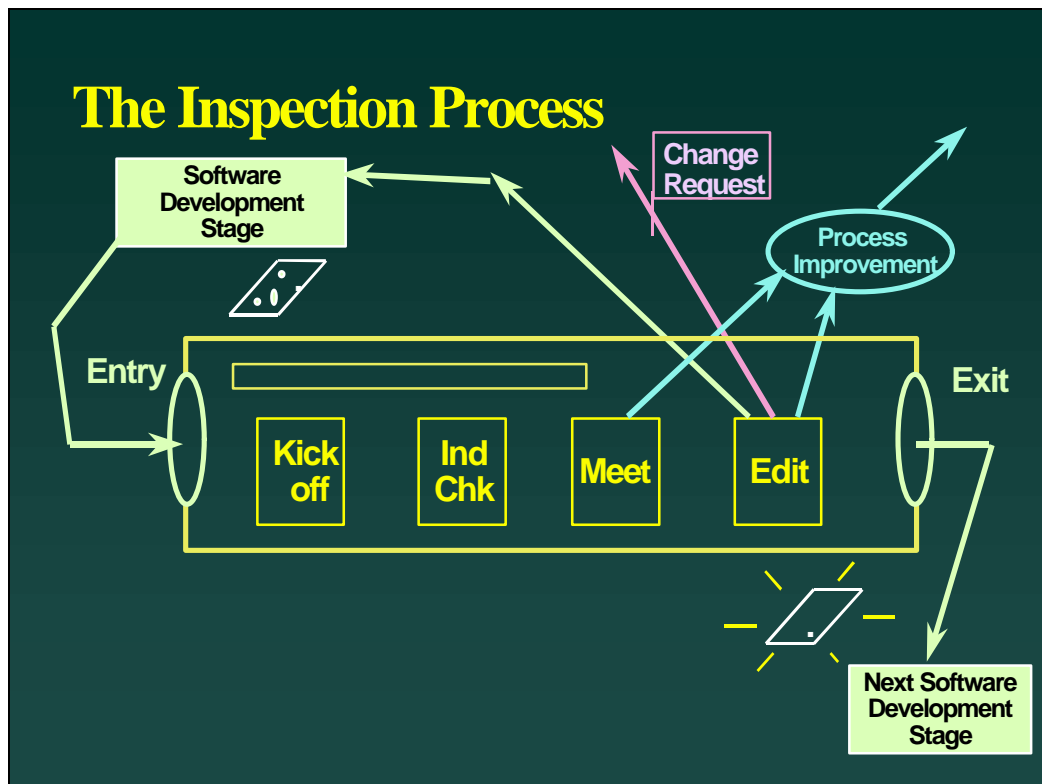 The Inspection Process
Change
Request
Software
Development
Stage
Process
Improvement
Entry
Exit
Kick
off
Ind
Chk
Meet
Edit
Next Software
Development
Stage